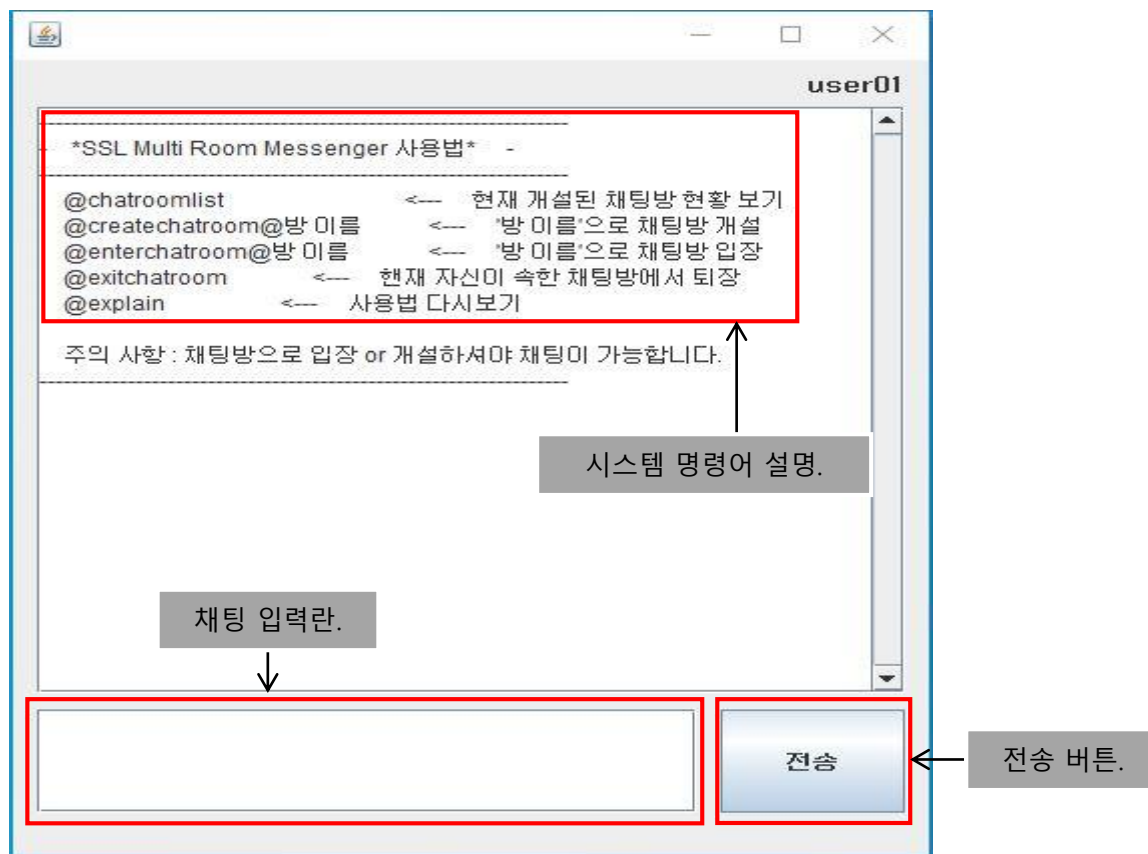 user01
--------------------------------------------------------------------
- *SSL Multi Room Messenger 사용법* -
--------------------------------------------------------------------
@chatroomlist <--- 현재 개설된 채팅방 현황 보기
@createchatroom@방 이름 <--- '방 이름'으로 채팅방 개설
@enterchatroom@방 이름 <--- '방 이름'으로 채팅방 입장
@exitchatroom <--- 핸재 자신이 속한 채팅방에서 퇴장
@explain <--- 사용법 다시보기
주의 사항 : 채팅방으로 입장 or 개설하셔야 채팅이 가능합니다.
--------------------------------------------------------------------
시스템 명령어 설명.
채팅 입력란.
전송
전송 버튼.